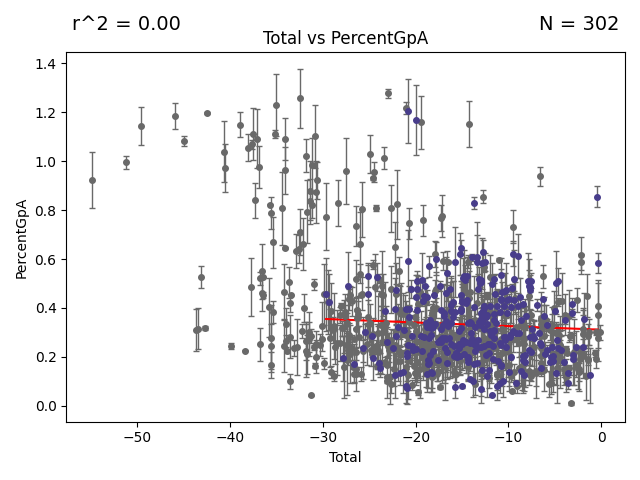 r^2 = 0.00 N = 302
Total vs PercentGpA
1.4
1.2
1.0
0.8
0.6
0.4
0.2
0.0
PercentGpA
−50 −40 −30 −20 −10 0
Total